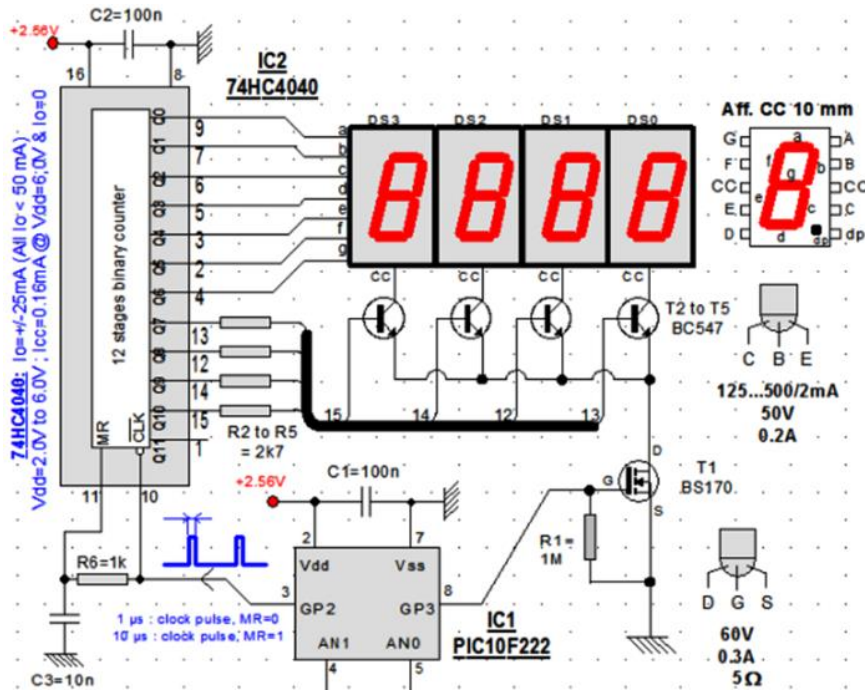 C2=100n
+2.56V
16
8
IC2
74HC4040
74HC4040: Io=+/-25mA (All Io < 50 mA)
Vdd=2.0V to 6.0V ; Icc=0.16mA @ Vdd=6;0V & Io=0
12 stages binary counter
Q0
Q1
Q2
Q3
Q4
Q5
Q6
Q7
Q8
Q9
Q10
Q11
9
7
6
5
3
2
4
13
12
14
15
1
MR
CLK
11
10
a
b
c
d
e
f
g
DS3 DS2 DS1 DS0
8 8 8 8
CC CC CC CC
Aff. CC 10 mm
G
F
CC
E
D
A
B
CC
C
dp
a
f
b
g
e
c
d
dp
T2 to T5
BC547
C B E
125...500/2mA
50V
0.2A
R2 to R5
= 2k7
15 14 12 13
C1=100n
+2.56V
2
7
Vdd Vss
3
GP2 GP3
8
AN1 AN0
4 5
IC1
PIC10F222
R6=1k
C3=10n
1 µs : clock pulse, MR=0
10 µs : clock pulse, MR=1
D
G
S
T1
BS170
R1=
1M
D G S
60V
0.3A
5Ω